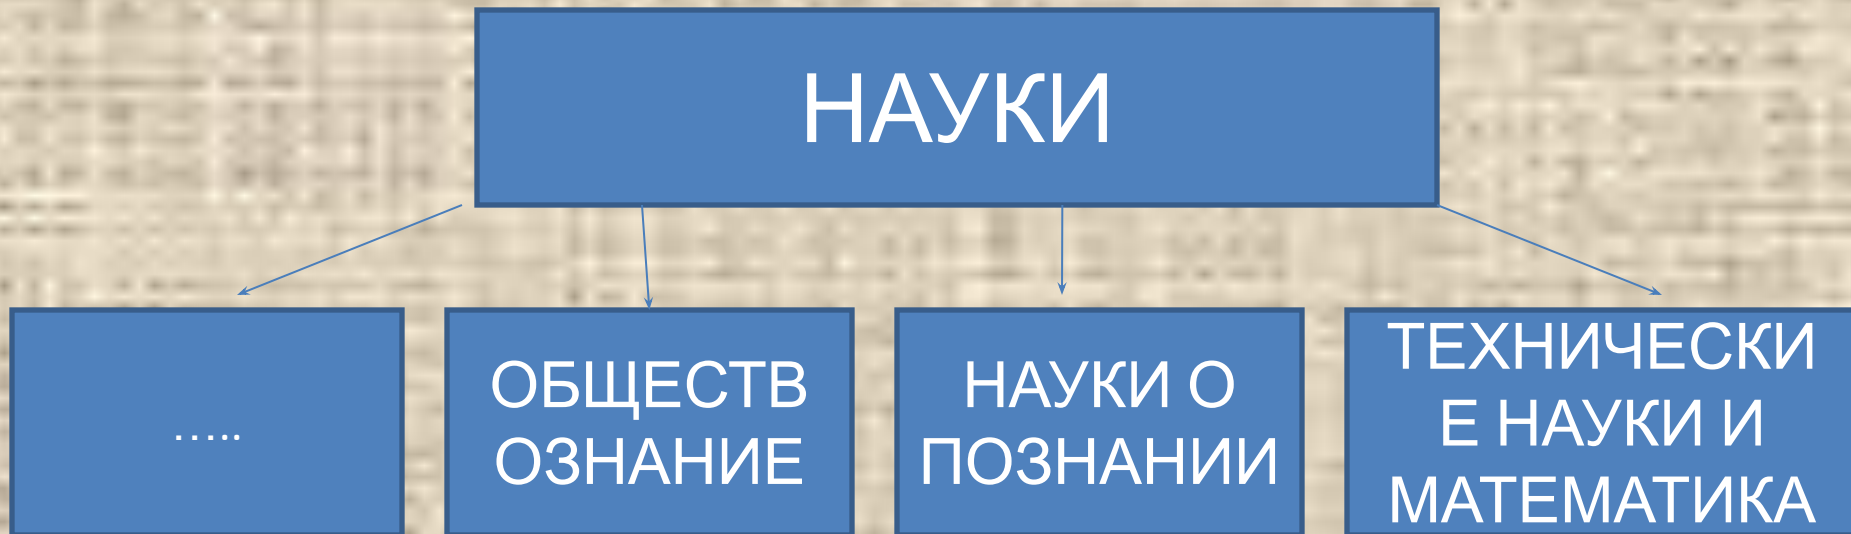 НАУКИ
…..
ОБЩЕСТВ
ОЗНАНИЕ
НАУКИ О
ПОЗНАНИИ
ТЕХНИЧЕСКИ
Е НАУКИ И
МАТЕМАТИКА